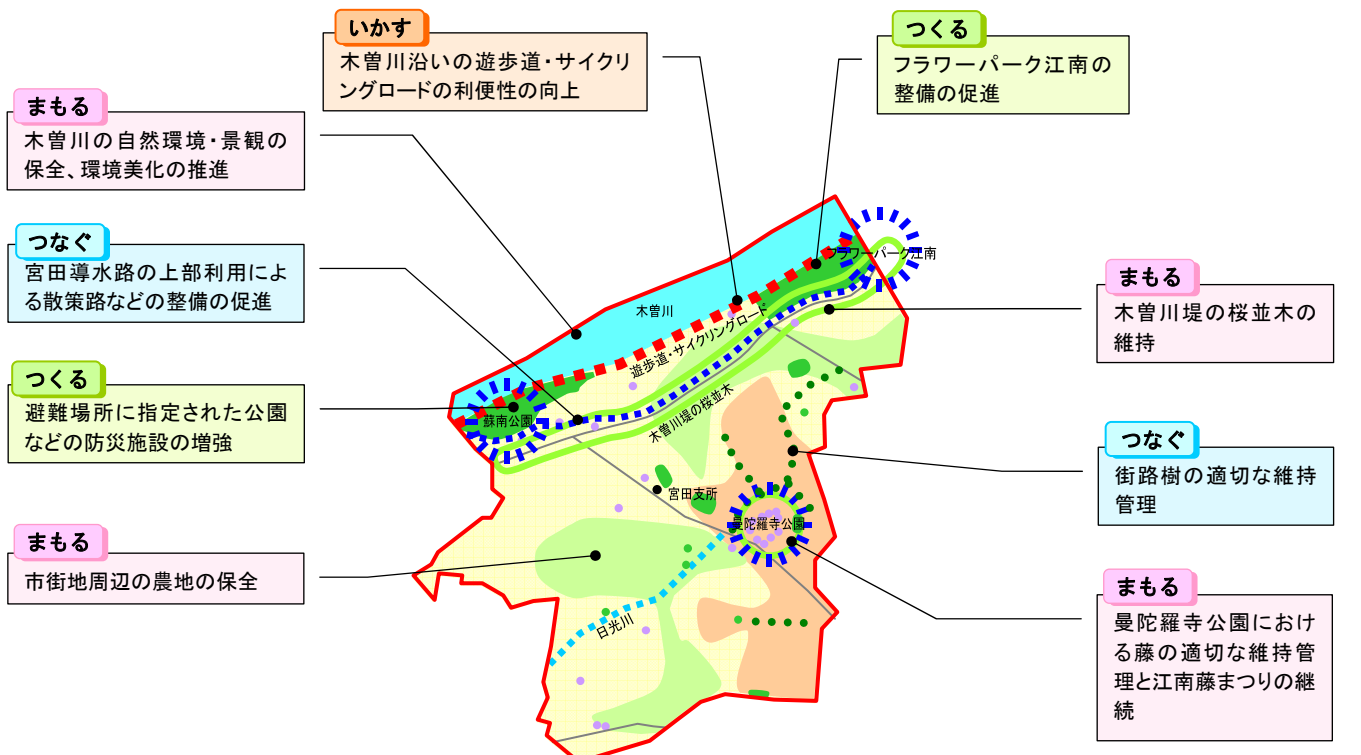 いかす
木曽川沿いの遊歩道・サイクリ
ングロードの利便性の向上
つくる
フラワーパーク江南の
整備の促進
まもる
木曽川の自然環境・景観の
保全、環境美化の推進
つなぐ
宮田導水路の上部利用によ
る散策路などの整備の促進
つくる
避難場所に指定された公園
などの防災施設の増強
まもる
市街地周辺の農地の保全
まもる
木曽川堤の桜並木の
維持
つなぐ
街路樹の適切な維持
管理
まもる
曼陀羅寺公園におけ
る藤の適切な維持管
理と江南藤まつりの継
続
フラワーパーク江南
木曽川
遊歩道・サイクリングロード
木曽川堤の桜並木
蘇南公園
宮田支所
曼陀羅寺公園
日光川